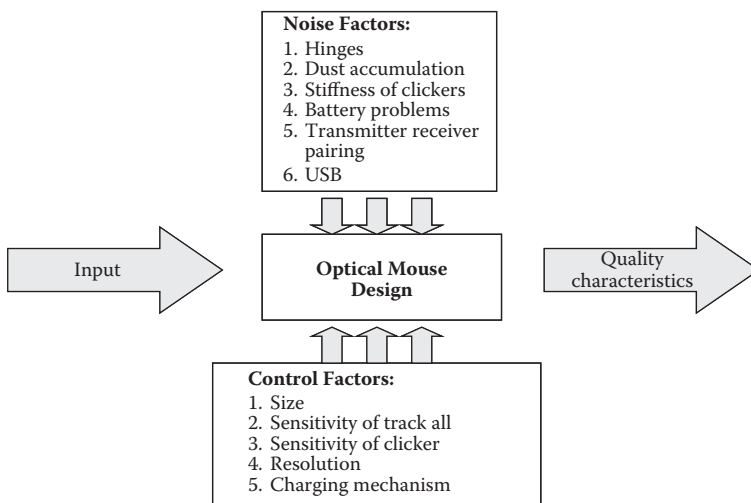 Noise Factors:
1. Hinges
2. Dust accumulation
3. Stiffness of clickers
4. Battery problems
5. Transmitter receiver
pairing
6. USB
Input
Optical Mouse
Design
Quality
characteristics
Control Factors:
1. Size
2. Sensitivity of track all
3. Sensitivity of clicker
4. Resolution
5. Charging mechanism